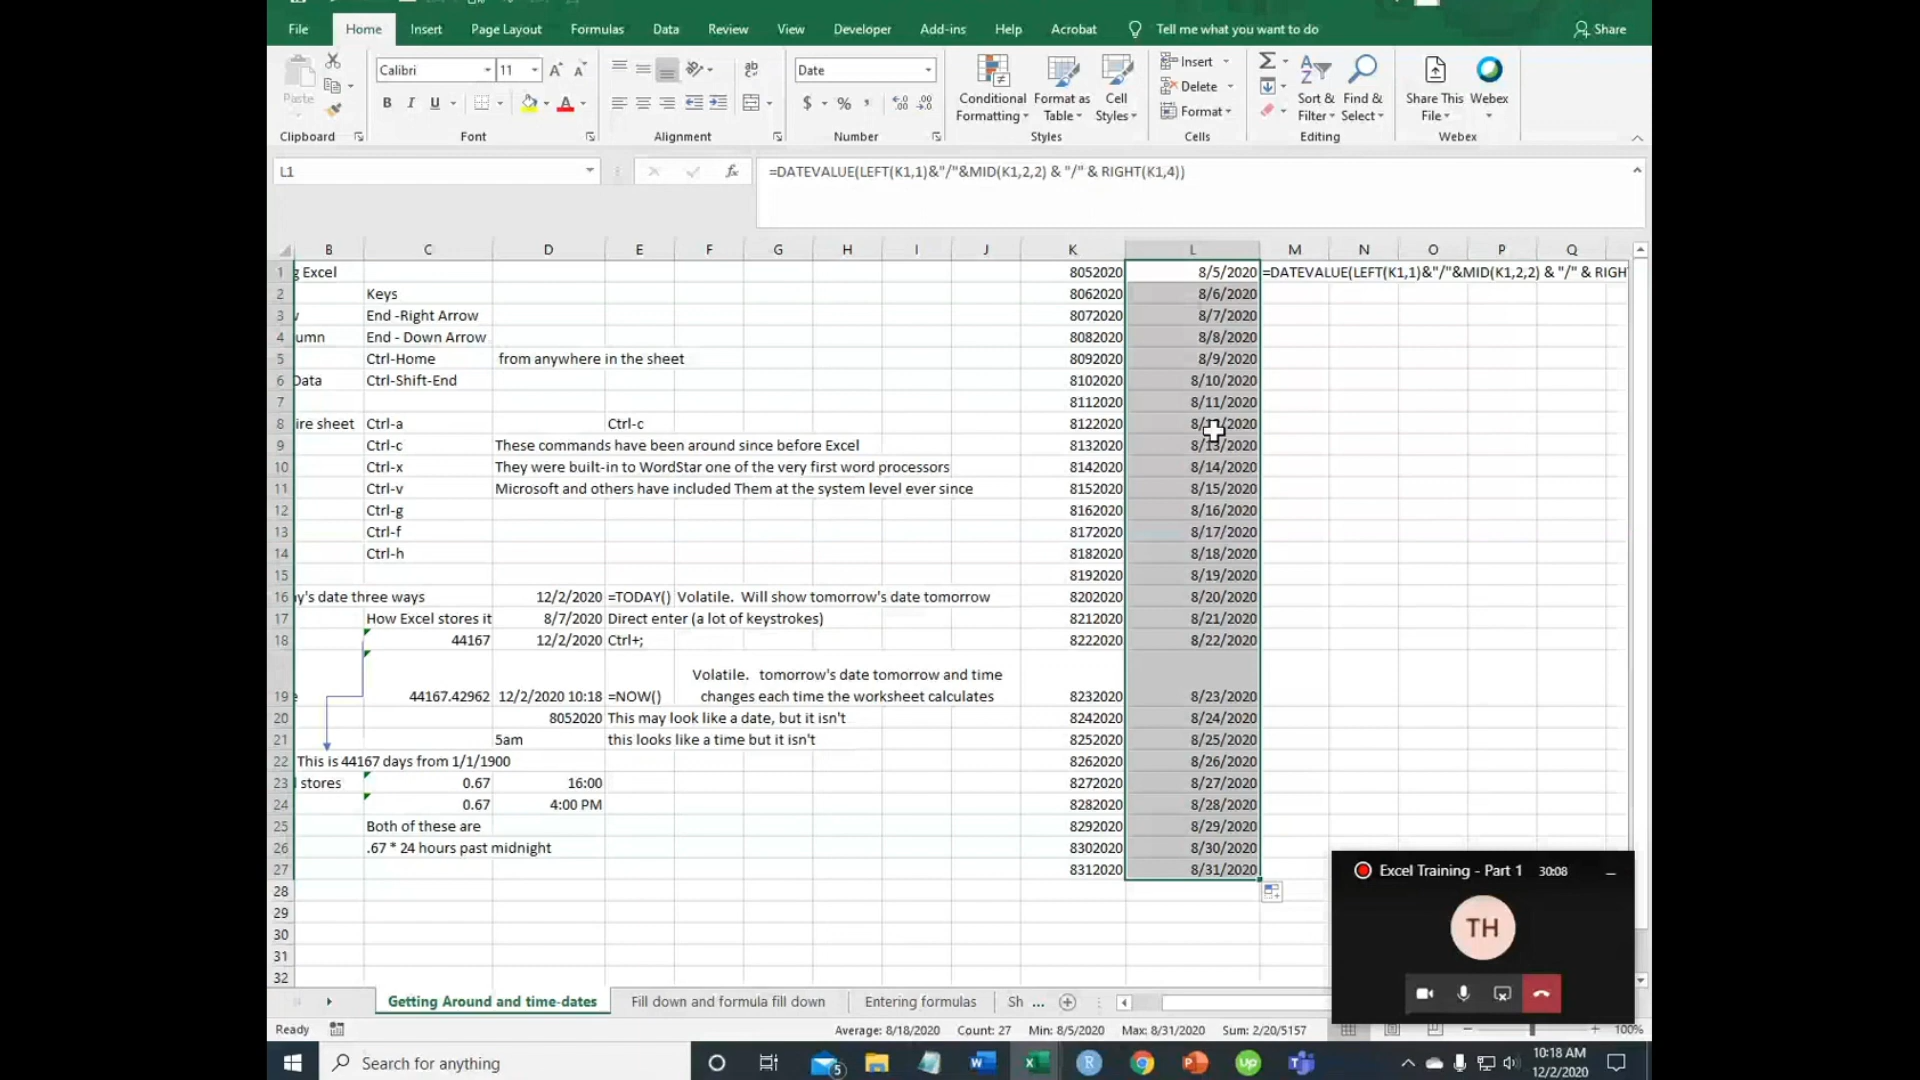 File Home Insert Page Layout Formulas Data Review View Developer Add-ins Help Acrobat Tell me what you want to do Share
Calibri 11 Date Insert
Paste B I U $ % Delete Conditional Format as Cell Sort & Find & Share This Webex
Formatting Table Styles Format Filter Select File
Clipboard Font Alignment Number Styles Cells Editing Webex
L1 fx =DATEVALUE(LEFT(K1,1)&"/"&MID(K1,2,2) & "/" & RIGHT(K1,4))
B C D E F G H I J K L M N O P Q
1 g Excel 8052020 8/5/2020 =DATEVALUE(LEFT(K1,1)&"/"&MID(K1,2,2) & "/" & RIGH
2 Keys 8062020 8/6/2020
3 End -Right Arrow 8072020 8/7/2020
4 umn End - Down Arrow 8082020 8/8/2020
5 Ctrl-Home from anywhere in the sheet 8092020 8/9/2020
6 Data Ctrl-Shift-End 8102020 8/10/2020
7 8112020 8/11/2020
8 ire sheet Ctrl-a Ctrl-c 8122020
9 Ctrl-c These commands have been around since before Excel 8132020 8/13/2020
10 Ctrl-x They were built-in to WordStar one of the very first word processors 8142020 8/14/2020
11 Ctrl-v Microsoft and others have included Them at the system level ever since 8152020 8/15/2020
12 Ctrl-g 8162020 8/16/2020
13 Ctrl-f 8172020 8/17/2020
14 Ctrl-h 8182020 8/18/2020
15 8192020 8/19/2020
16 y's date three ways 12/2/2020 =TODAY() Volatile. Will show tomorrow's date tomorrow 8202020 8/20/2020
17 How Excel stores it 8/7/2020 Direct enter (a lot of keystrokes) 8212020 8/21/2020
18 44167 12/2/2020 Ctrl+; 8222020 8/22/2020
Volatile. tomorrow's date tomorrow and time
19 e 44167.42962 12/2/2020 10:18 =NOW() changes each time the worksheet calculates 8232020 8/23/2020
20 8052020 This may look like a date, but it isn't 8242020 8/24/2020
21 5am this looks like a time but it isn't 8252020 8/25/2020
22 This is 44167 days from 1/1/1900 8262020 8/26/2020
23 l stores 0.67 16:00 8272020 8/27/2020
24 0.67 4:00 PM 8282020 8/28/2020
25 Both of these are 8292020 8/29/2020
26 .67 * 24 hours past midnight 8302020 8/30/2020
27 8312020 8/31/2020
28
29
30
31
32
Excel Training - Part 1 30:08
TH
Getting Around and time-dates Fill down and formula fill down Entering formulas Sh ...
Ready Average: 8/18/2020 Count: 27 Min: 8/5/2020 Max: 8/31/2020 Sum: 2/20/5157 100%
Search for anything 5 W X R P up T 10:18 AM
12/2/2020